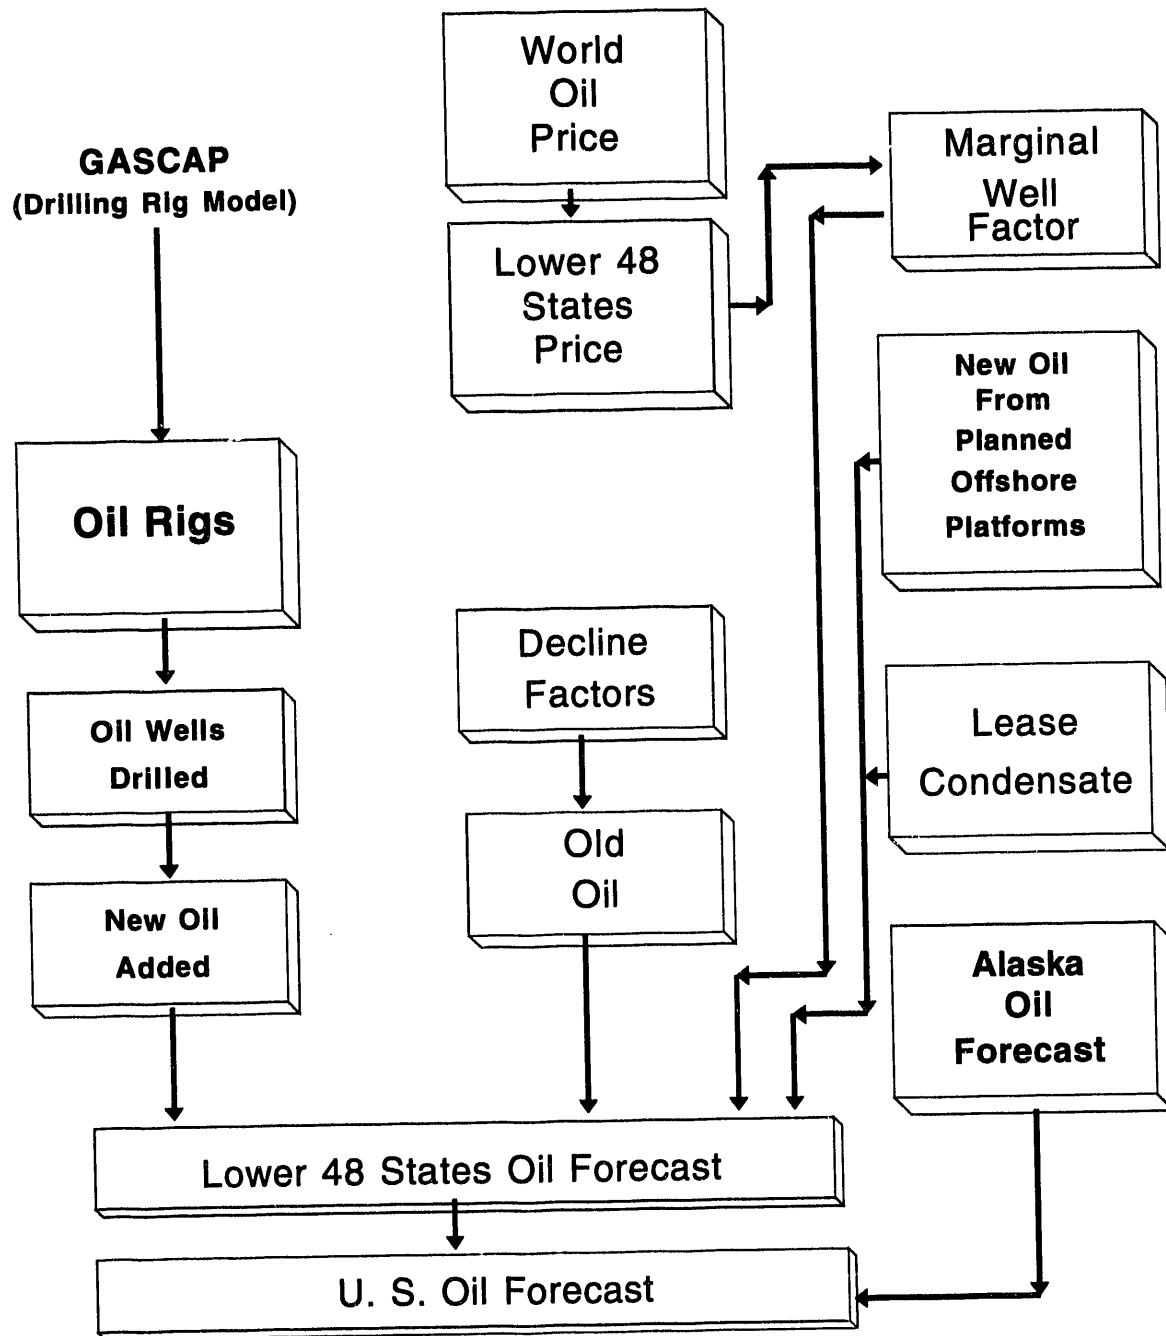 World
Oil
Price
GASCAP
(Drilling Rig Model)
Marginal
Well
Factor
Lower 48
States
Price
New Oil
From
Planned
Offshore
Platforms
Oil Rigs
Decline
Factors
Lease
Condensate
Oil Wells
Drilled
Old
Oil
New Oil
Added
Alaska
Oil
Forecast
Lower 48 States Oil Forecast
U. S. Oil Forecast